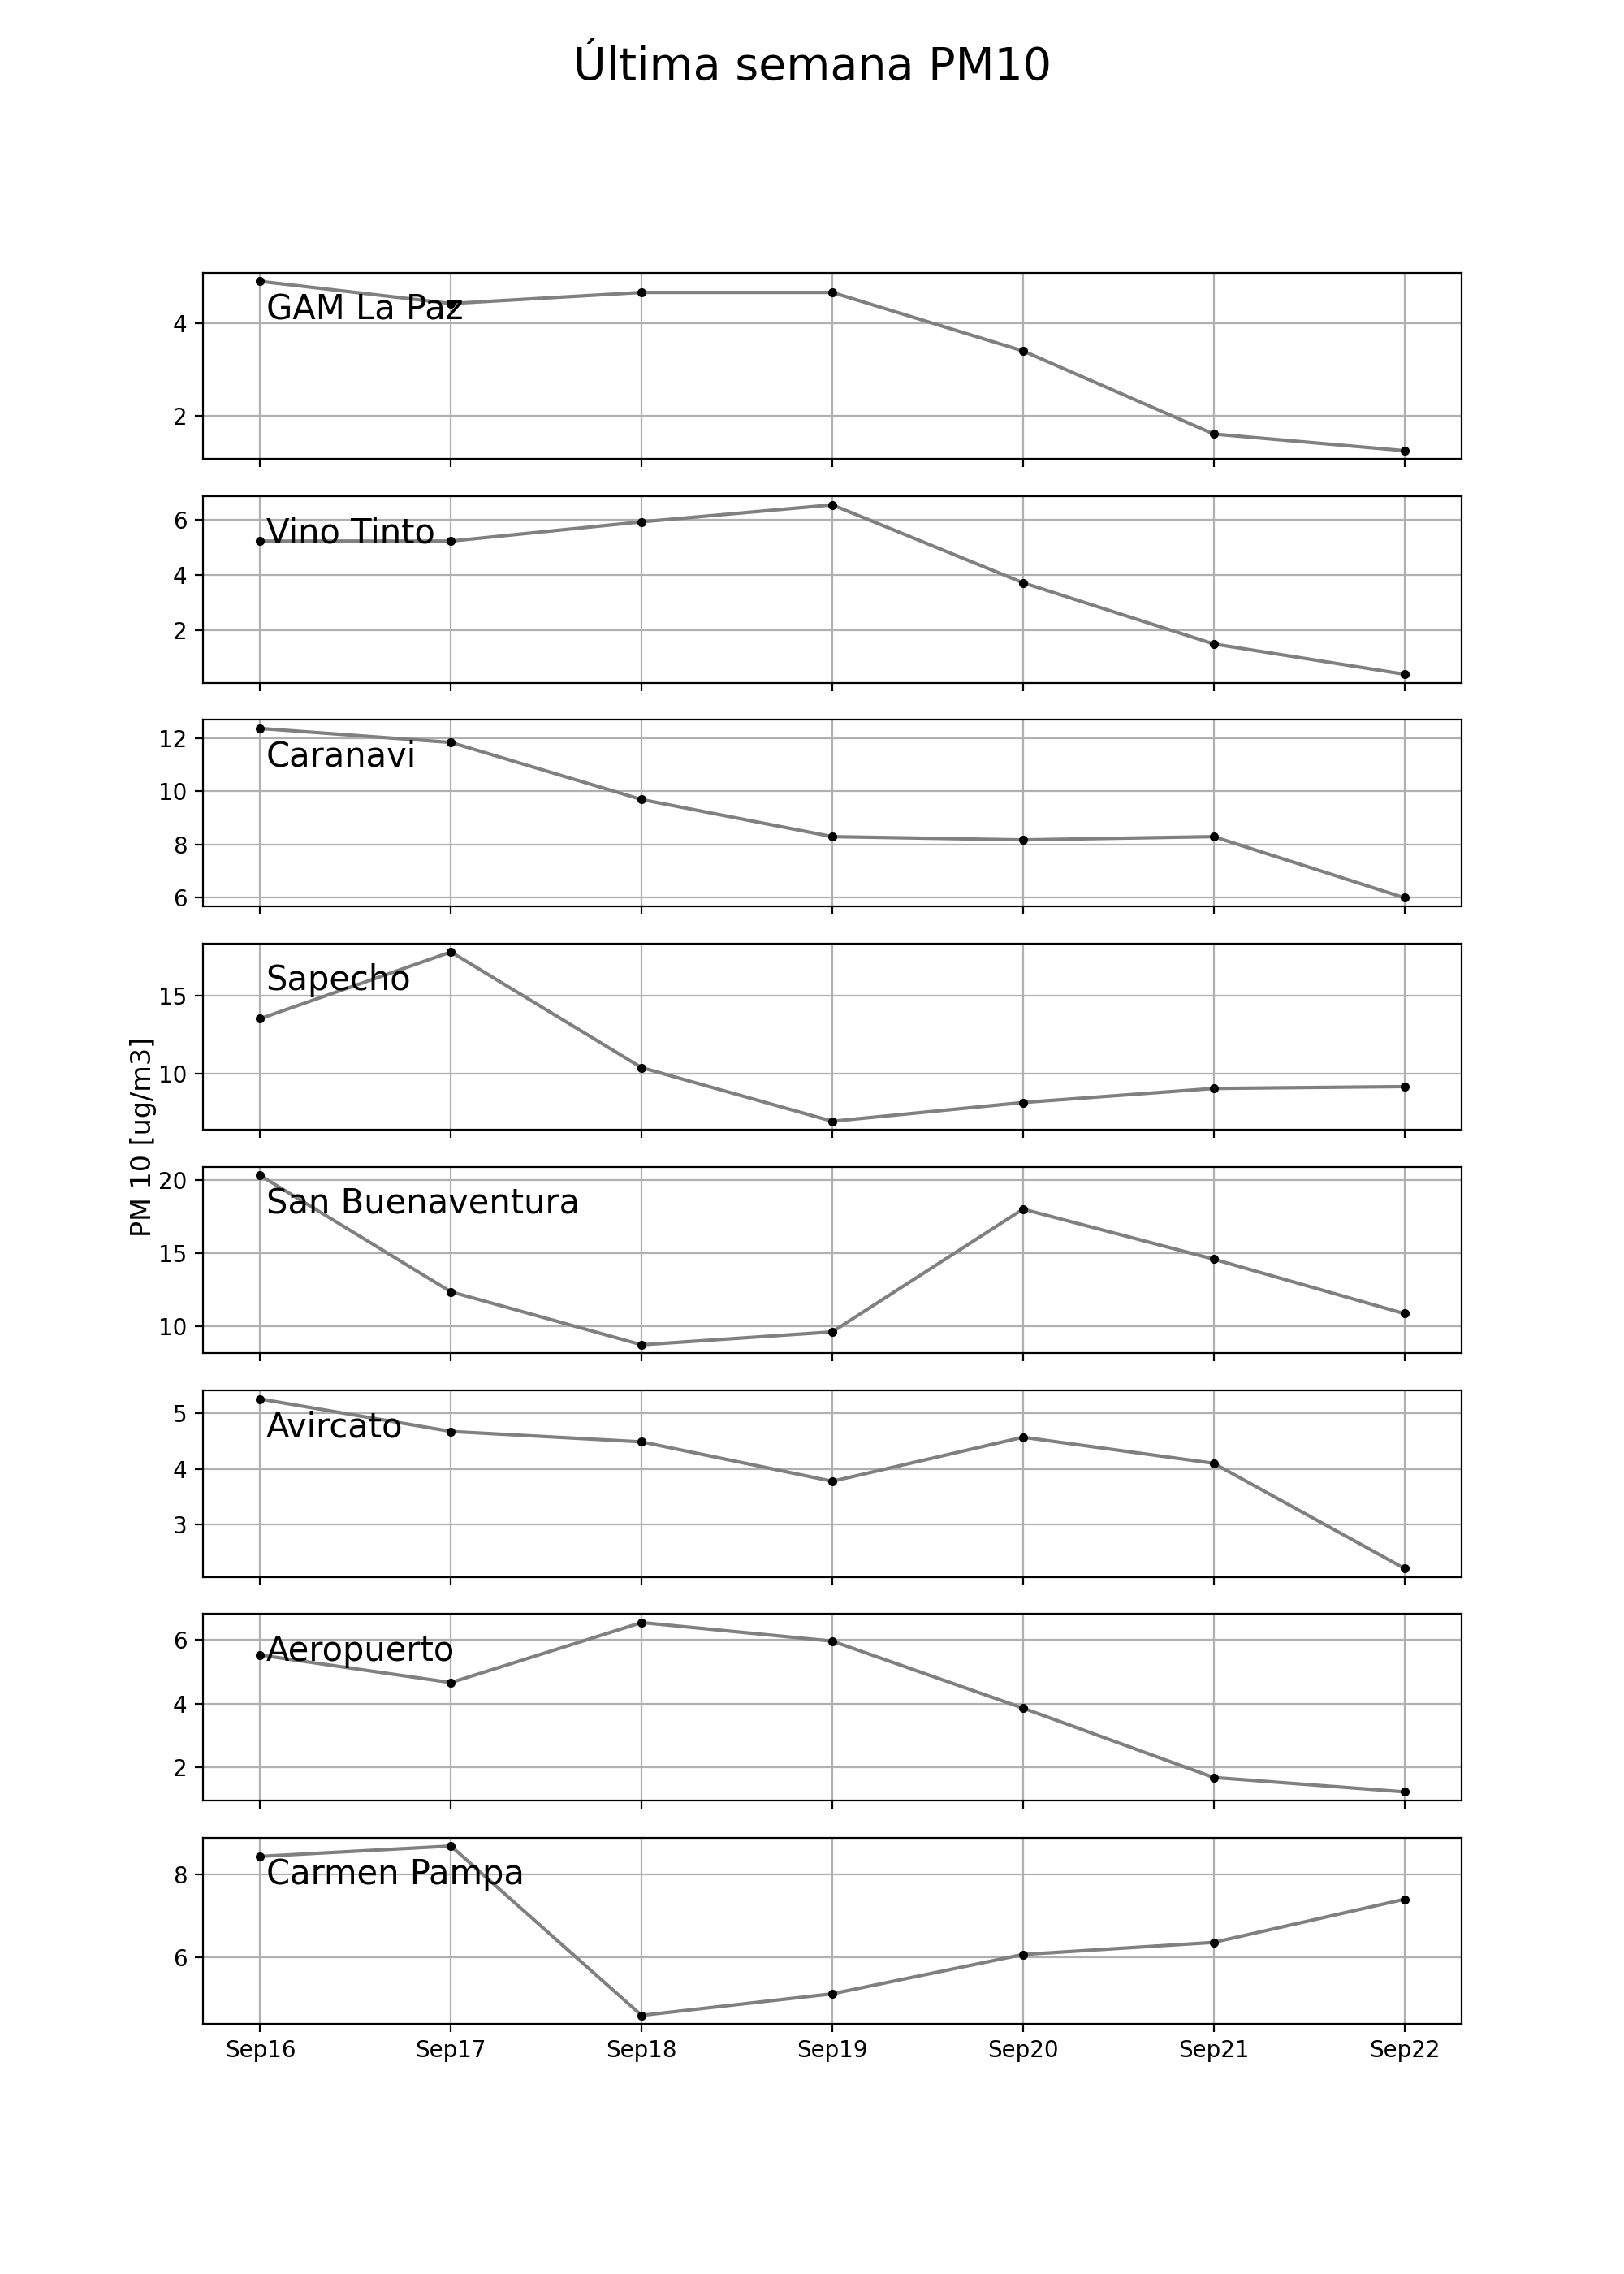 Última semana PM10
GAM La Paz
4
2
Vino Tinto
6
4
2
Caranavi
12
10
8
6
Sapecho
15
10
PM 10 [ug/m3]
San Buenaventura
20
15
10
Avircato
5
4
3
Aeropuerto
6
4
2
Carmen Pampa
8
6
Sep16 Sep17 Sep18 Sep19 Sep20 Sep21 Sep22